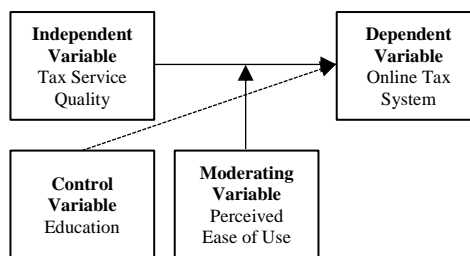 Independent
Variable
Tax Service
Quality
Dependent
Variable
Online Tax
System
Control
Variable
Education
Moderating
Variable
Perceived
Ease of Use